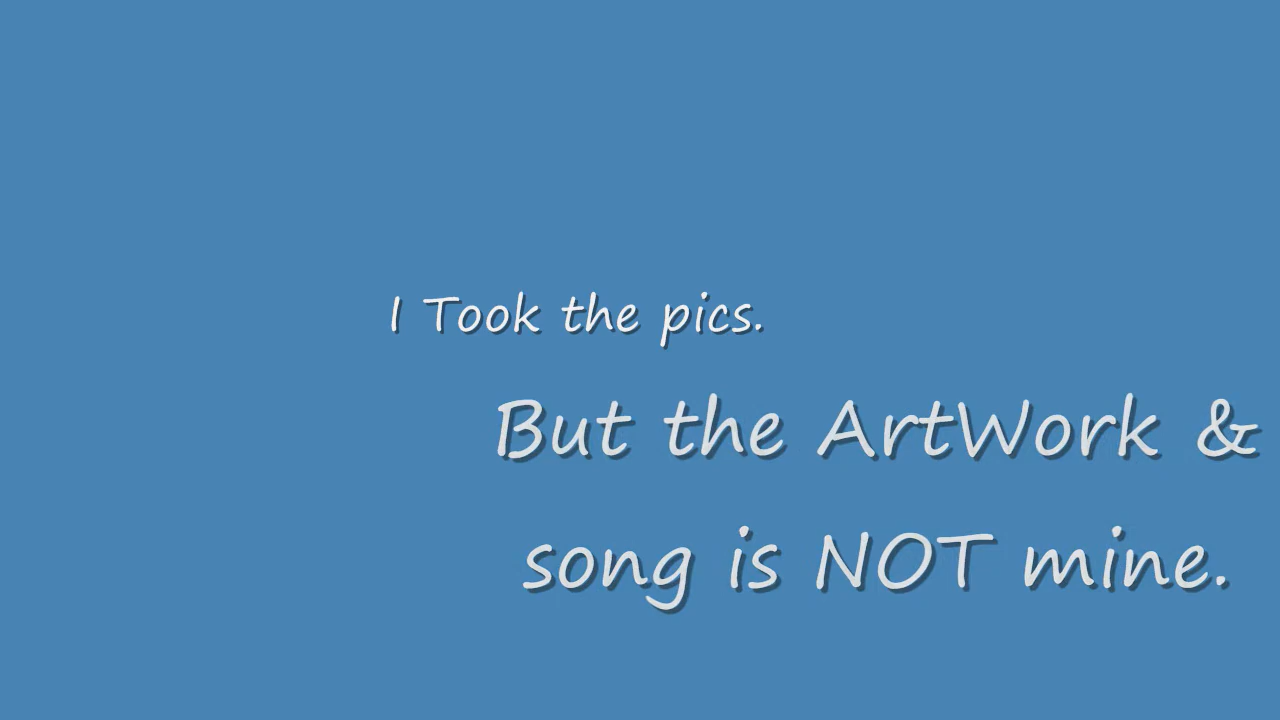 I Took the pics.
But the ArtWork &
song is NOT mine.